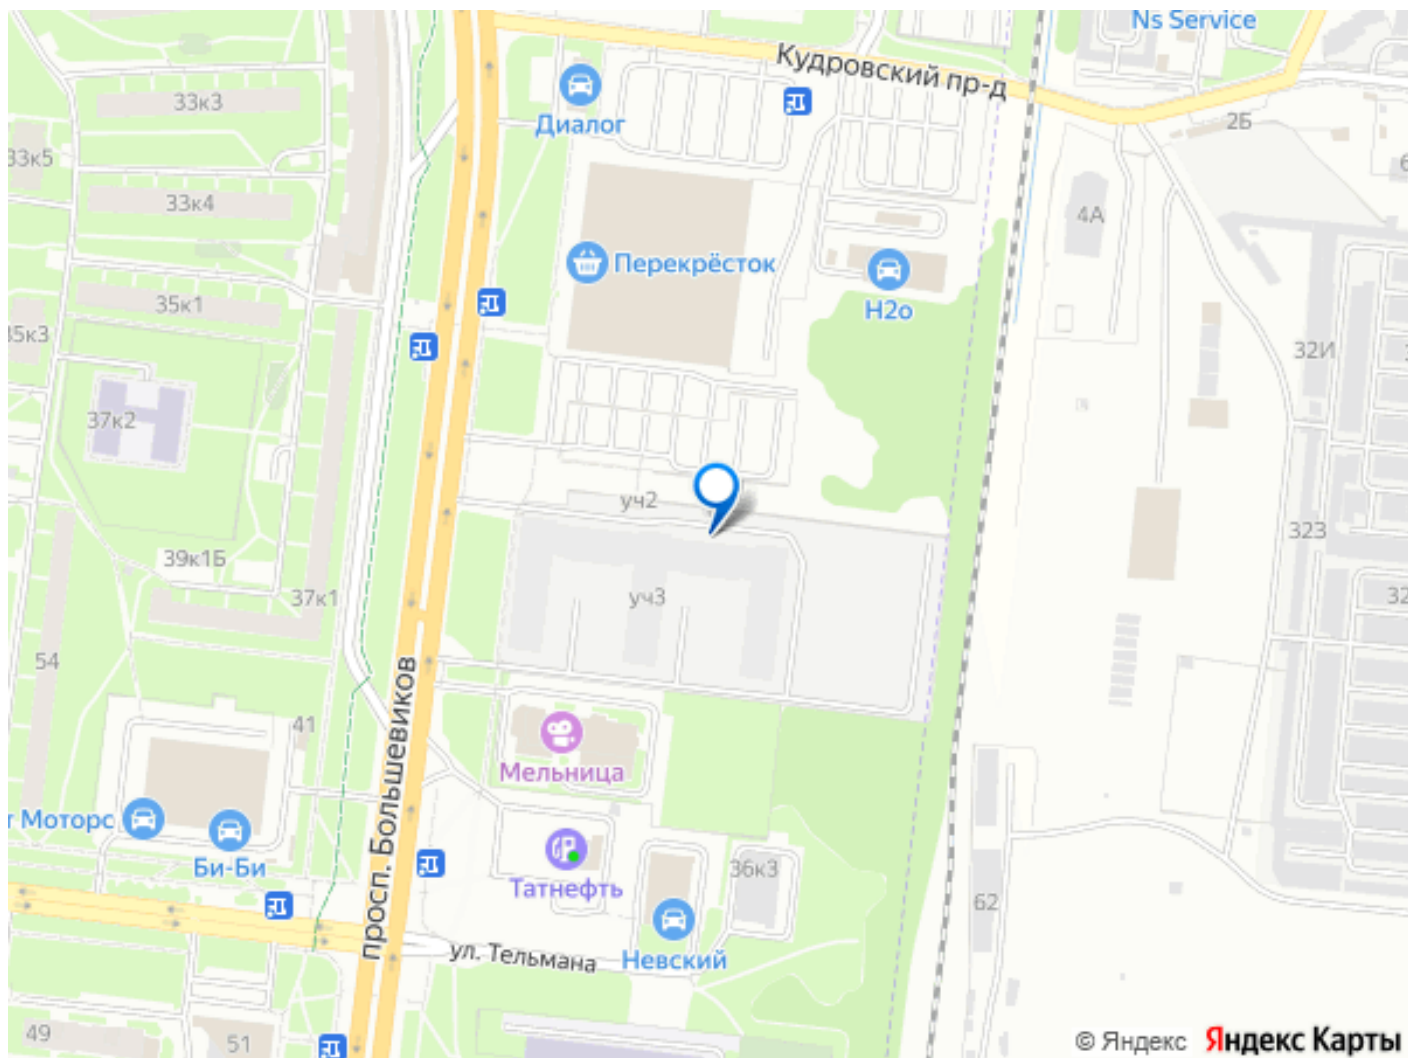 Ns Service
Кудровский пр-д
33к3
Диалог
2Б
33к5
33к4
4А
Перекрёсток
35к1
Н2о
35к3
32И
37к2
уч2
323
39к1Б
37к1
уч3
54
41
Мельница
просп. Большевиков
т Моторс
Би-Би
Татнефть
36к3
62
ул. Тельмана
Невский
49
51
© Яндекс Яндекс Карты